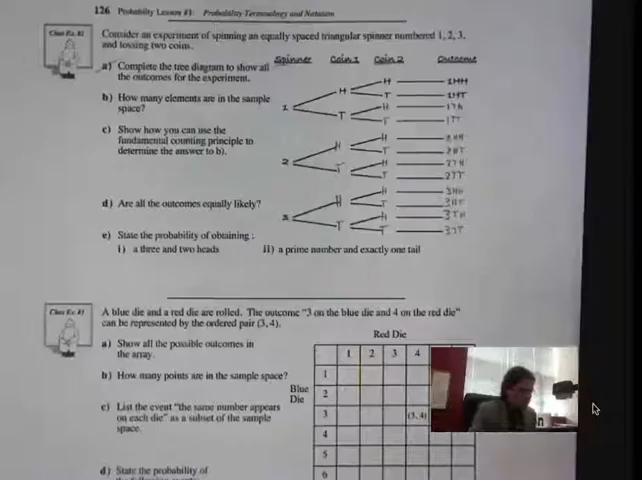 126 Probability Lesson #1: Probability Terminology and Notation
Class Ex. #2
Consider an experiment of spinning an equally spaced triangular spinner numbered 1, 2, 3,
and tossing two coins.
a) Complete the tree diagram to show all
the outcomes for the experiment.
Spinner Coin 1 Coin 2 Outcome
H 1HH
H T 1HT
1 T H 1TH
T 1TT
b) How many elements are in the sample
space?
c) Show how you can use the
fundamental counting principle to
determine the answer to b).
H 2HH
H T 2HT
2 T H 2TH
T 2TT
d) Are all the outcomes equally likely?
H 3HH
H T 3HT
3 T H 3TH
T 3TT
e) State the probability of obtaining :
i) a three and two heads ii) a prime number and exactly one tail
A blue die and a red die are rolled. The outcome "3 on the blue die and 4 on the red die"
can be represented by the ordered pair (3, 4).
a) Show all the possible outcomes in
the array.
b) How many points are in the sample space?
c) List the event "the same number appears
on each die" as a subset of the sample
space.
d) State the probability of
Red Die
1 2 3 4
Blue
Die
1
2
3 (3, 4)
4
5
6